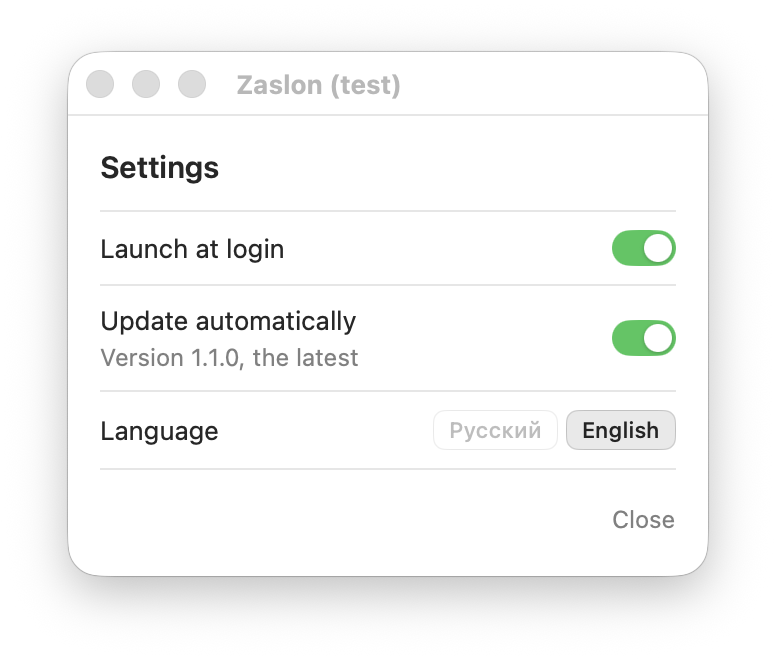 Zaslon (test)
Settings
Launch at login
Update automatically
Version 1.1.0, the latest
Language Русский English
Close